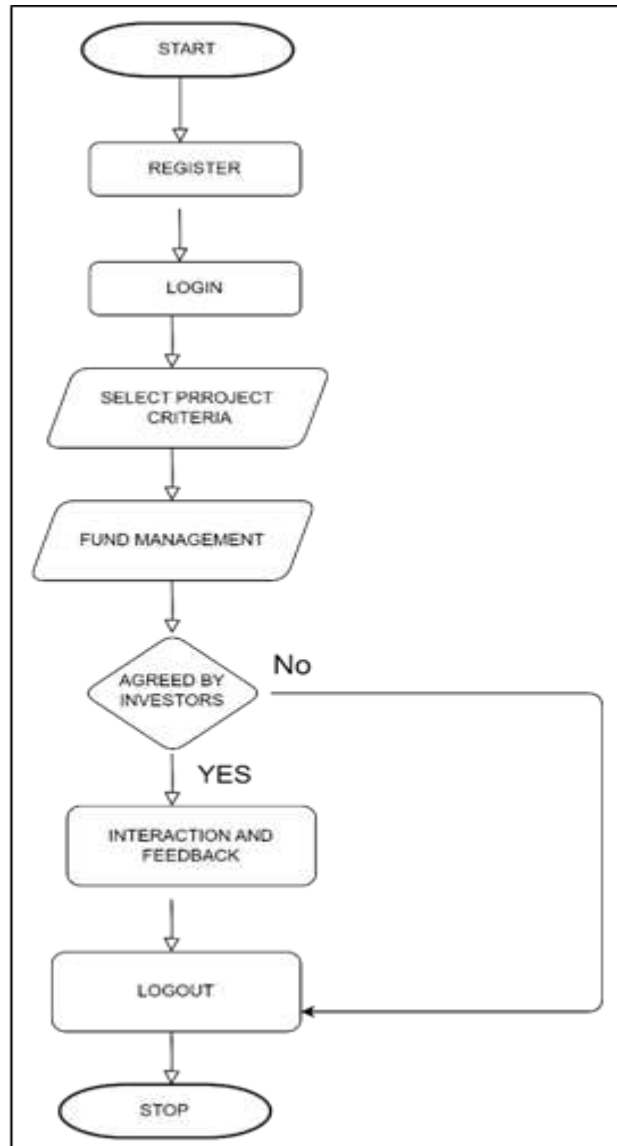 START
REGISTER
LOGIN
SELECT PRROJECT
CRITERIA
FUND MANAGEMENT
AGREED BY
INVESTORS
No
YES
INTERACTION AND
FEEDBACK
LOGOUT
STOP